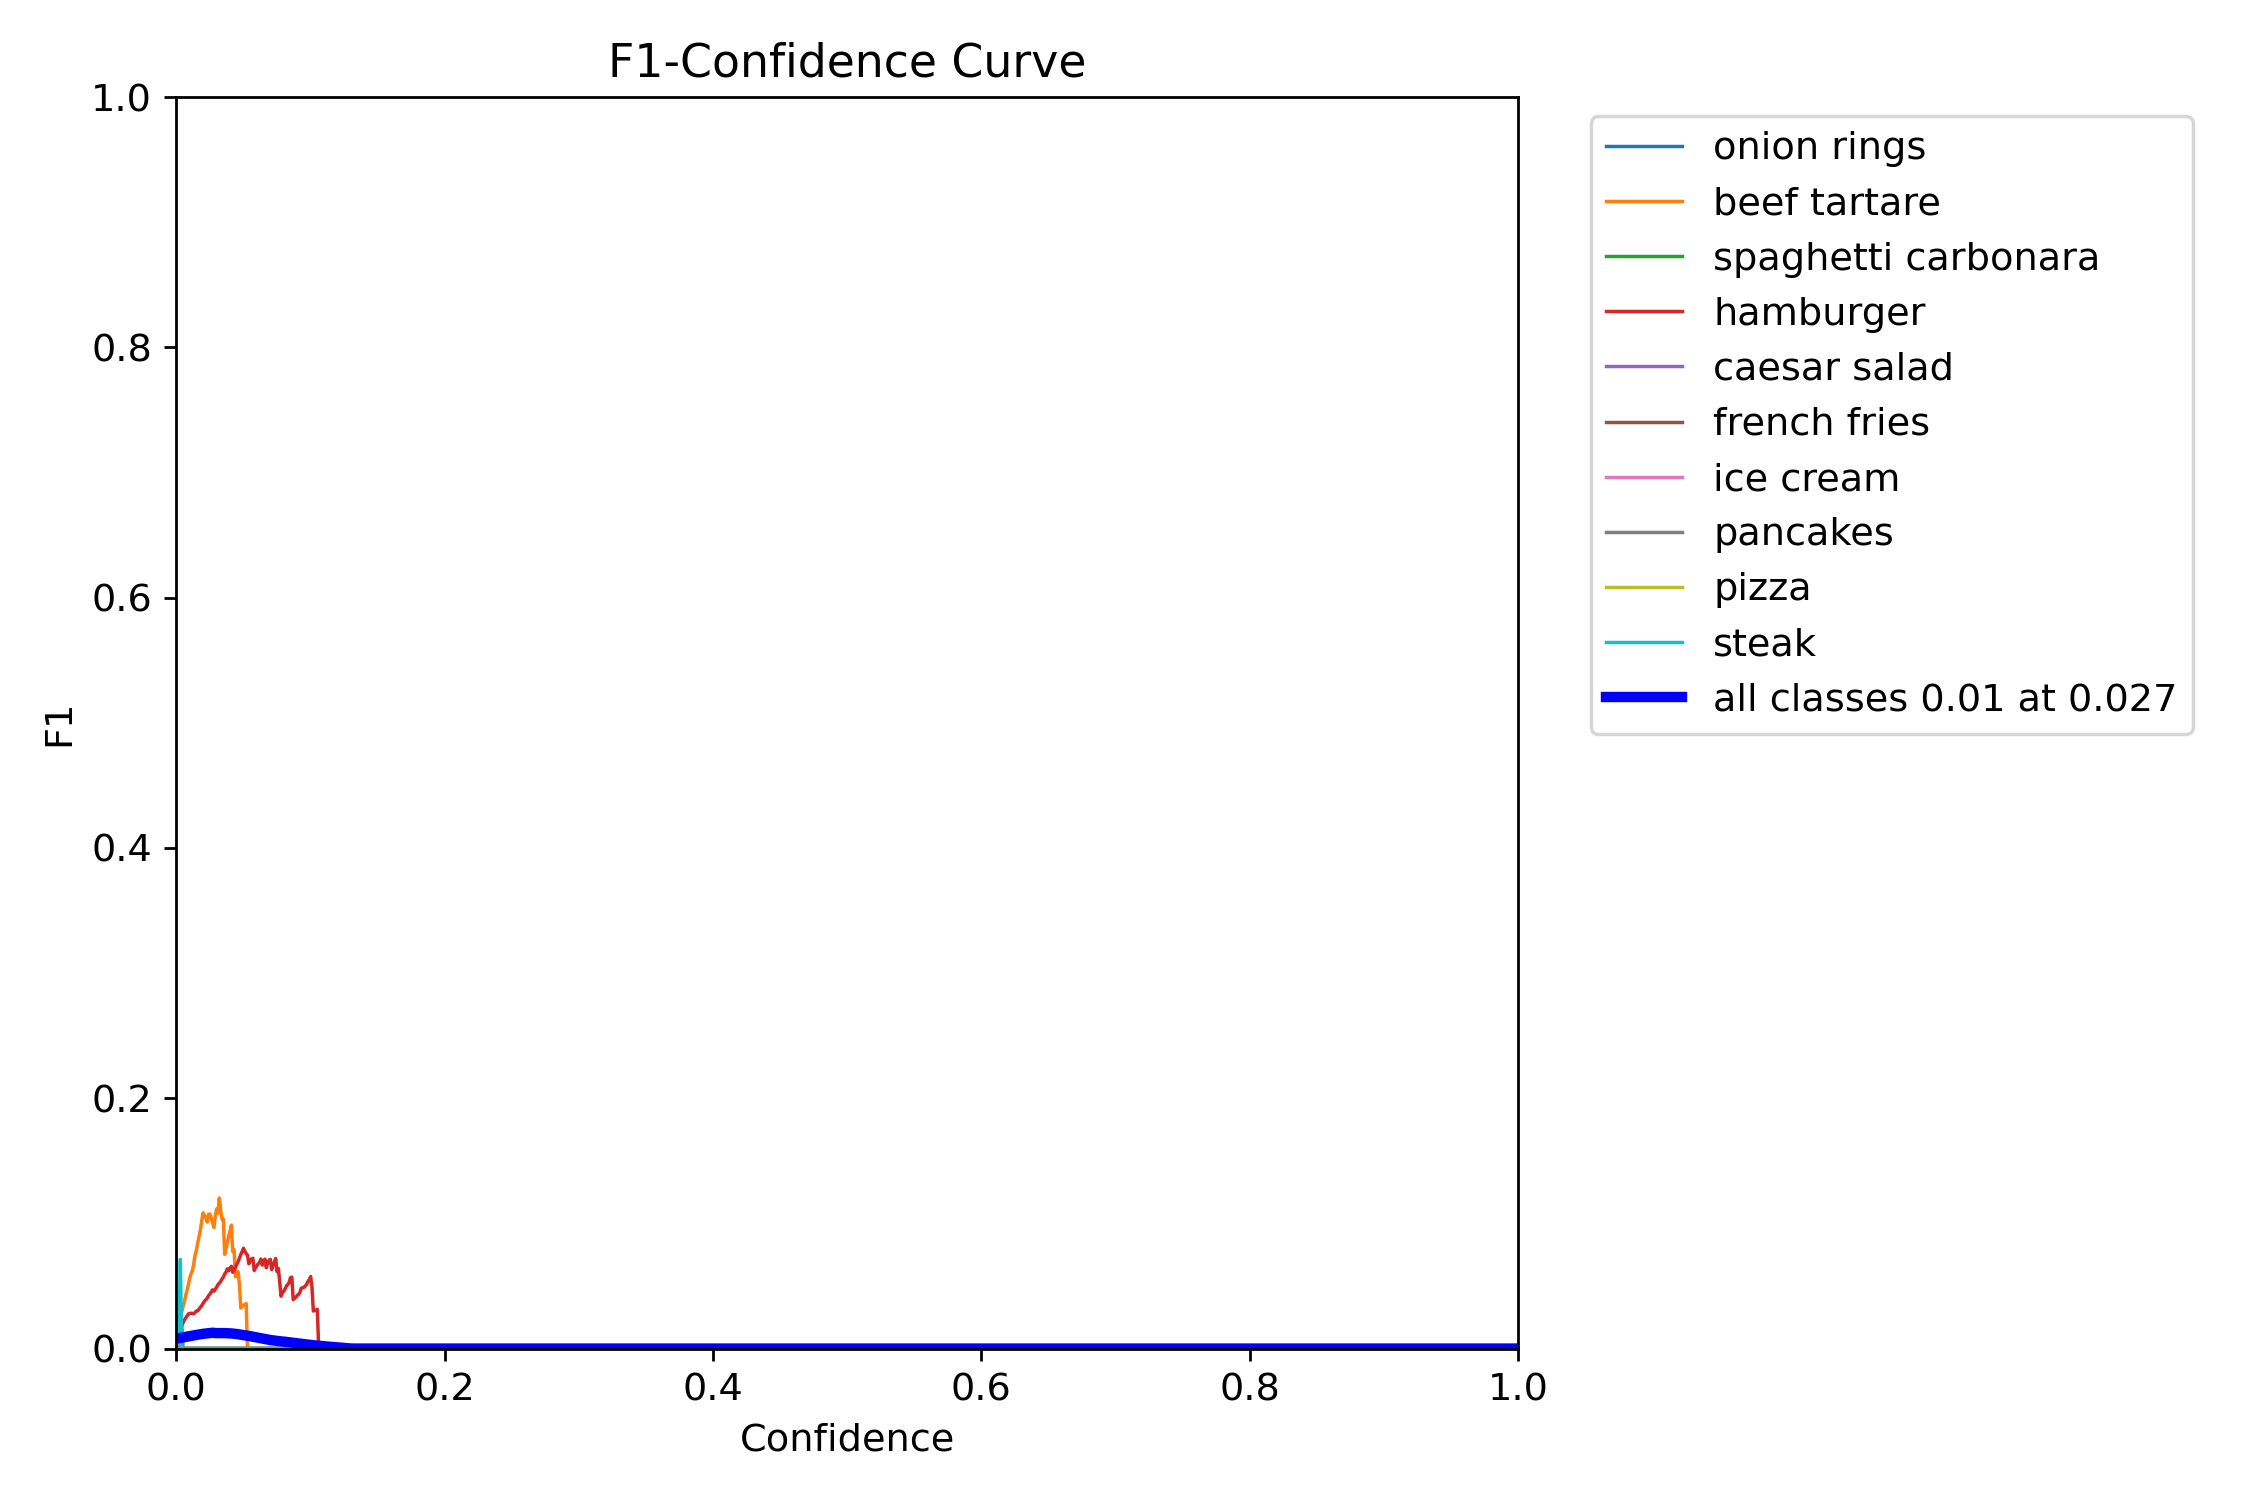 F1-Confidence Curve
1.0
0.8
0.6
0.4
0.2
0.0
F1
0.0 0.2 0.4 0.6 0.8 1.0
Confidence
onion rings
beef tartare
spaghetti carbonara
hamburger
caesar salad
french fries
ice cream
pancakes
pizza
steak
all classes 0.01 at 0.027